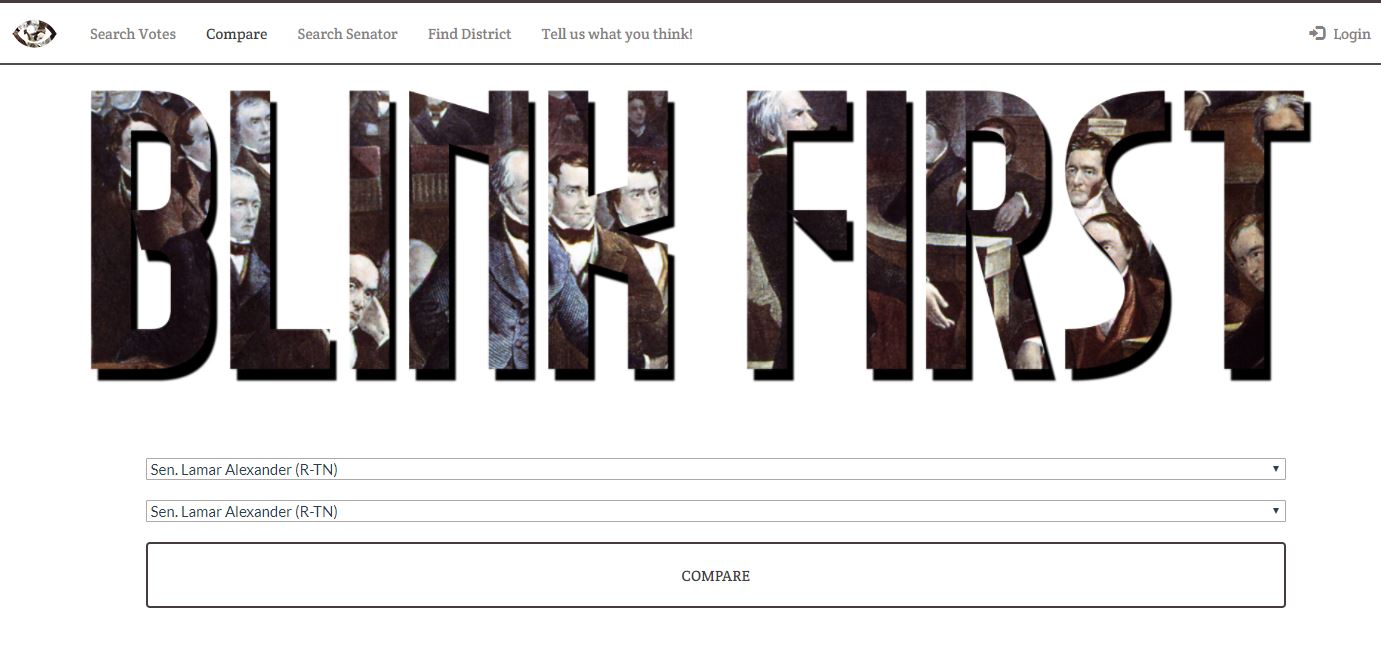 Search Votes Compare Search Senator Find District Tell us what you think! Login
BLINK FIRST
Sen. Lamar Alexander (R-TN)
Sen. Lamar Alexander (R-TN)
COMPARE